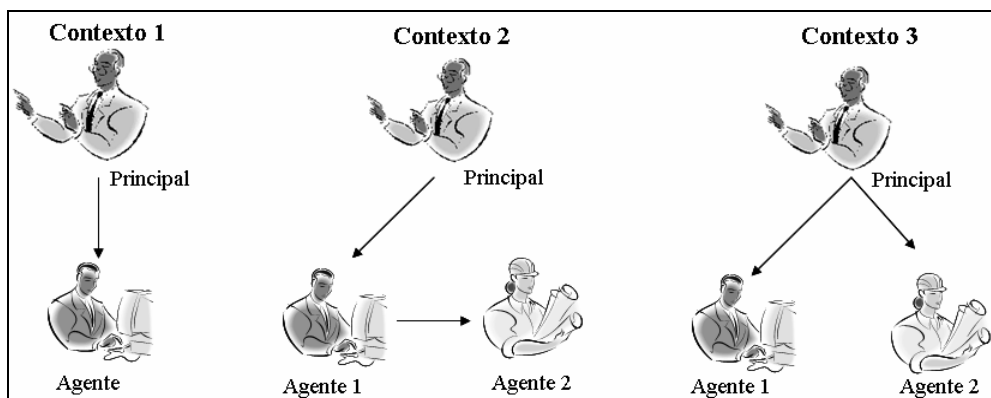 Contexto 1
Contexto 2
Contexto 3
Principal
Principal
Principal
Agente
Agente 1
Agente 2
Agente 1
Agente 2